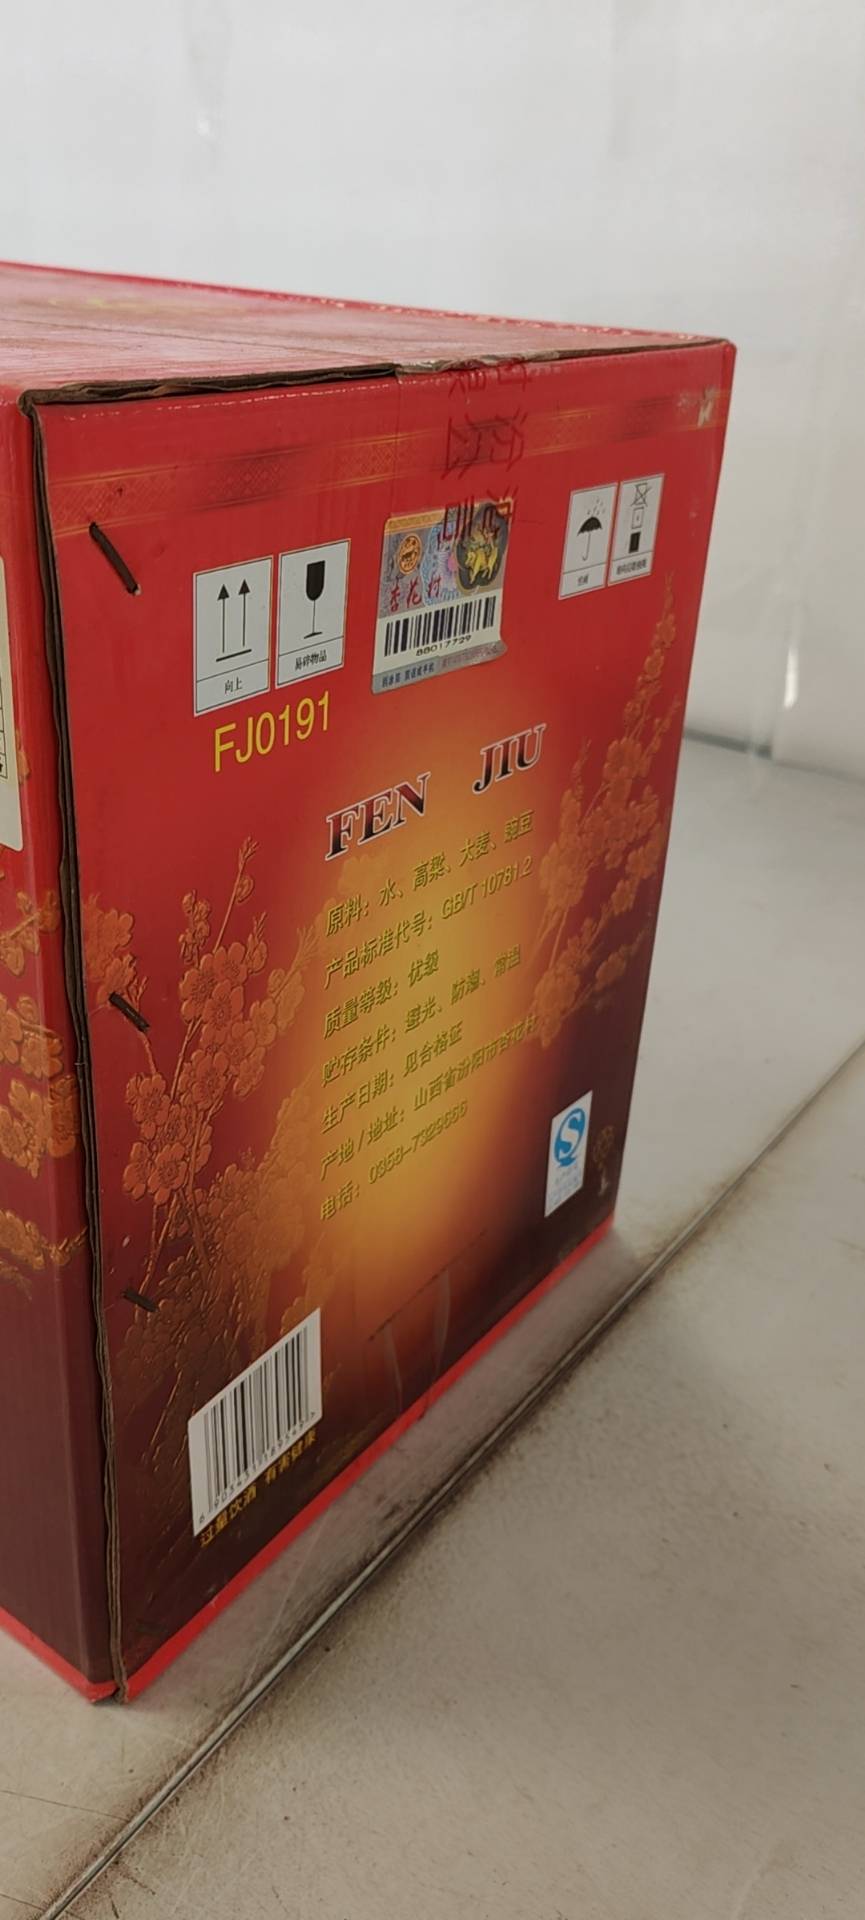 向上
易碎物品
杏花村
88017729
怕雨
FJ0191
FEN JIU
原料：水、高粱、大麦、豌豆
产品标准代号：GB/T 10781.2
质量等级：优级
贮存条件：避光、防潮、常温
生产日期：见合格证
产地/地址：山西省汾阳市杏花村
电话：0358-7329666
过量饮酒 有害健康